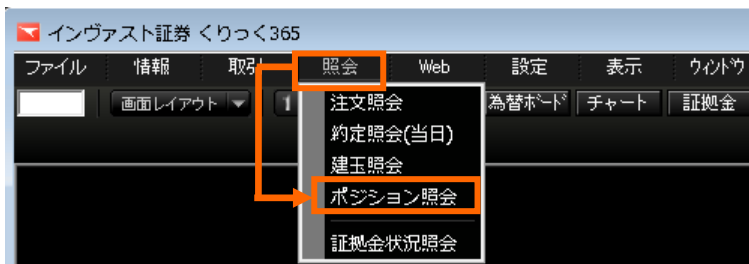 インヴァスト証券 くりっく365
ファイル 情報 取引 照会 Web 設定 表示 ウィンドウ
画面レイアウト 1 為替ボード チャート 証拠金
注文照会
約定照会(当日)
建玉照会
ポジション照会
証拠金状況照会